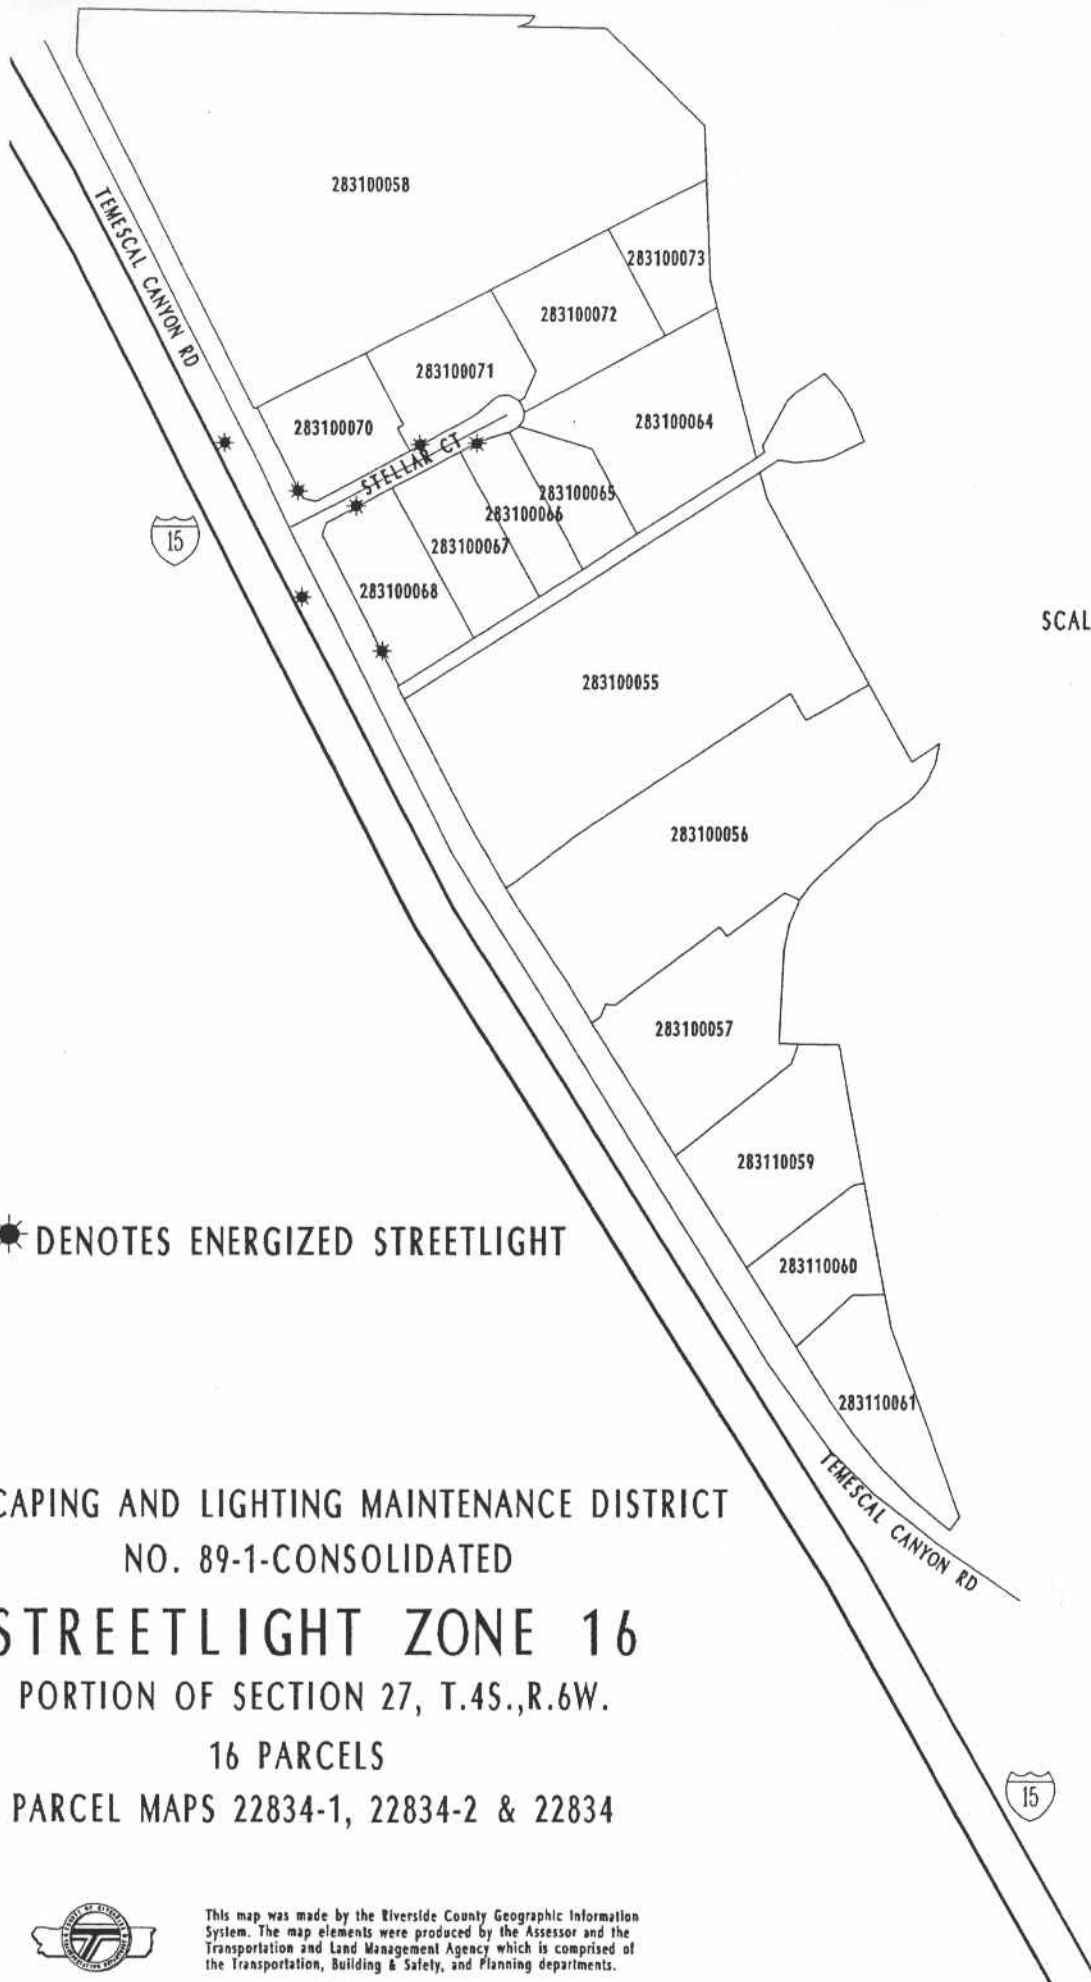 283100058
TEMESCAL CANYON RD
283100073
283100072
283100071
283100070
283100064
STELLAR CT
283100065
283100066
283100067
283100068
15
SCAL
283100055
283100056
283100057
283110059
DENOTES ENERGIZED STREETLIGHT
283110060
283110061
TEMESCAL CANYON RD
CAPING AND LIGHTING MAINTENANCE DISTRICT
NO. 89-1-CONSOLIDATED
STREETLIGHT ZONE 16
PORTION OF SECTION 27, T.4S.,R.6W.
16 PARCELS
PARCEL MAPS 22834-1, 22834-2 & 22834
15
This map was made by the Riverside County Geographic Information
System. The map elements were produced by the Assessor and the
Transportation and Land Management Agency which is comprised of
the Transportation, Building & Safety, and Planning departments.